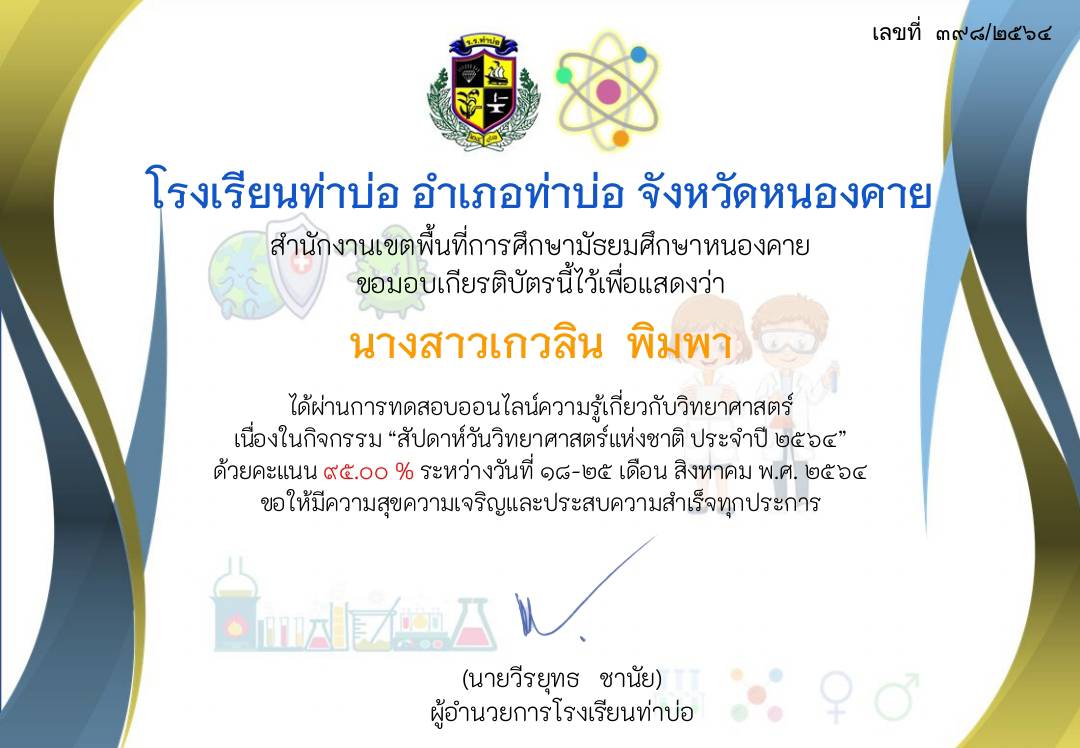 เลขที่ ๓๙๘/๒๕๖๔
ร.ร.ท่าบ่อ
โรงเรียนท่าบ่อ อำเภอท่าบ่อ จังหวัดหนองคาย
สำนักงานเขตพื้นที่การศึกษามัธยมศึกษาหนองคาย
ขอมอบเกียรติบัตรนี้ไว้เพื่อแสดงว่า
นางสาวเกวลิน พิมพา
ได้ผ่านการทดสอบออนไลน์ความรู้เกี่ยวกับวิทยาศาสตร์
เนื่องในกิจกรรม “สัปดาห์วันวิทยาศาสตร์แห่งชาติ ประจำปี ๒๕๖๔”
ด้วยคะแนน ๙๕.๐๐ % ระหว่างวันที่ ๑๘-๒๕ เดือน สิงหาคม พ.ศ. ๒๕๖๔
ขอให้มีความสุขความเจริญและประสบความสำเร็จทุกประการ
(นายวีรยุทธ ชานัย)
ผู้อำนวยการโรงเรียนท่าบ่อ